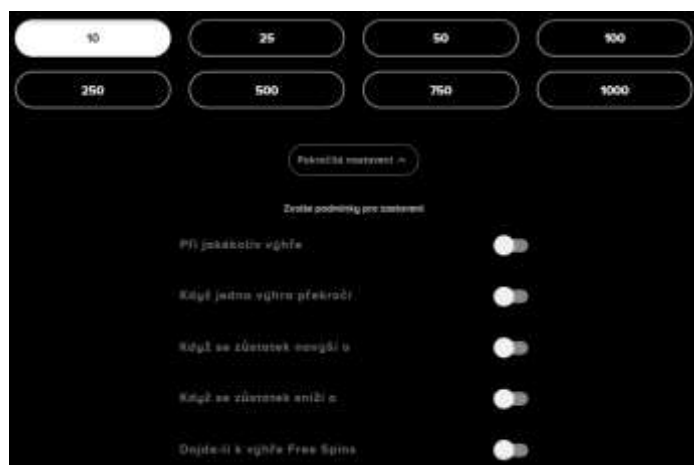 10 25 50 100
250 500 750 1000
Pokročilá nastavení
Zvolte podmínky pro zastavení
Při jakékoliv výhře
Když jedna výhra překročí
Když se zůstatek navýší o
Když se zůstatek sníží o
Dojde-li k výhře Free Spins